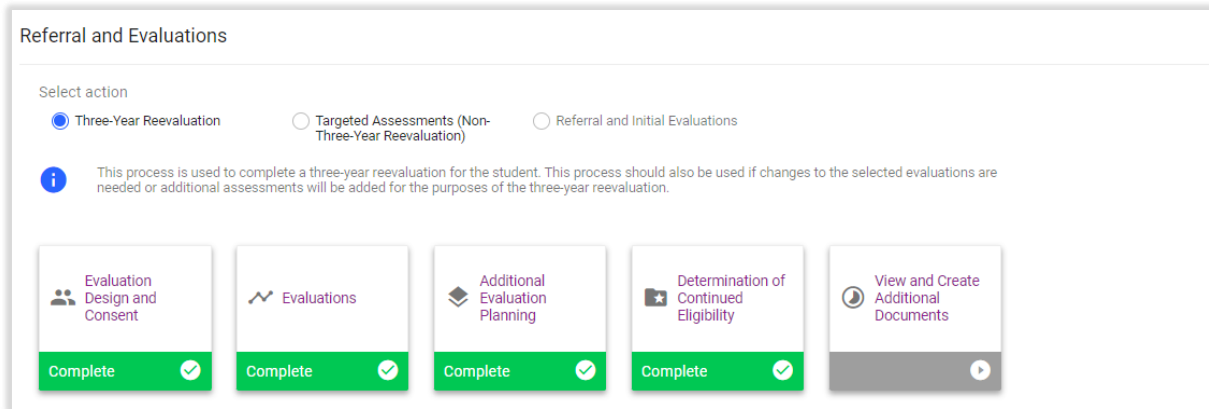 Referral and Evaluations
Select action
Three-Year Reevaluation
Targeted Assessments (Non-
Three-Year Reevaluation)
Referral and Initial Evaluations
This process is used to complete a three-year reevaluation for the student. This process should also be used if changes to the selected evaluations are
needed or additional assessments will be added for the purposes of the three-year reevaluation.
Evaluation
Design and
Consent
Complete
Evaluations
Complete
Additional
Evaluation
Planning
Complete
Determination of
Continued
Eligibility
Complete
View and Create
Additional
Documents